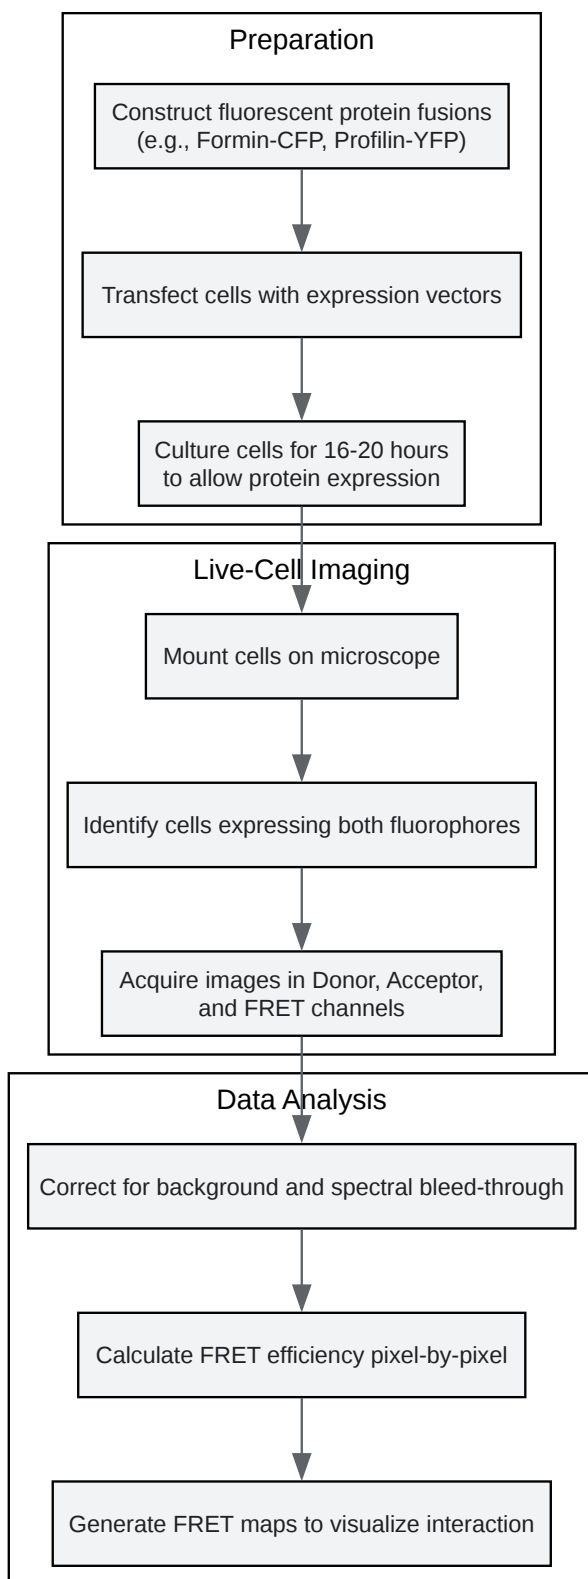 Preparation
Construct fluorescent protein fusions
(e.g., Formin-CFP, Profilin-YFP)
Transfect cells with expression vectors
Culture cells for 16-20 hours
to allow protein expression
Live-Cell Imaging
Mount cells on microscope
Identify cells expressing both fluorophores
Acquire images in Donor, Acceptor,
and FRET channels
Data Analysis
Correct for background and spectral bleed-through
Calculate FRET efficiency pixel-by-pixel
Generate FRET maps to visualize interaction